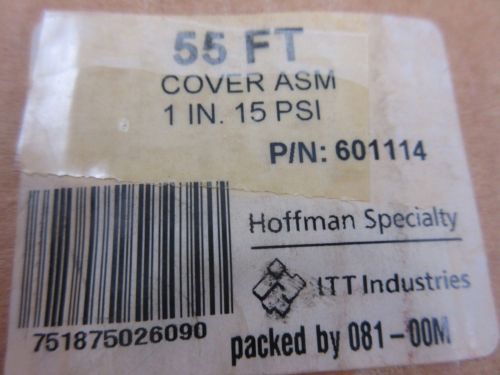 55 FT
COVER ASM
1 IN. 15 PSI
P/N: 601114
Hoffman Specialty
ITT Industries
751875026090
packed by 081-00M